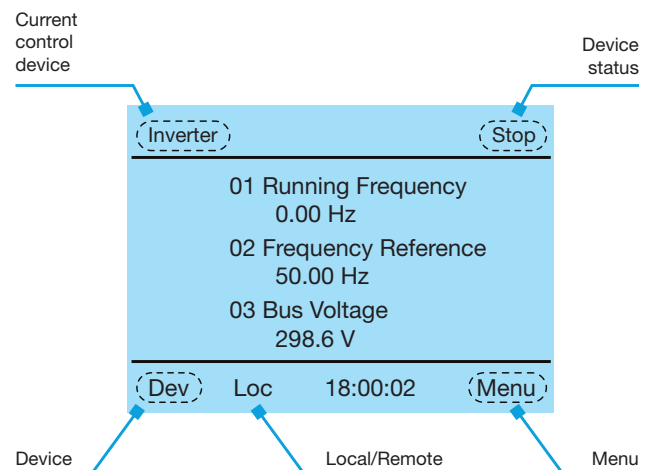 Current
control
device
Device
status
Inverter
Stop
01 Running Frequency
0.00 Hz
02 Frequency Reference
50.00 Hz
03 Bus Voltage
298.6 V
Dev Loc 18:00:02 Menu
Device Local/Remote Menu